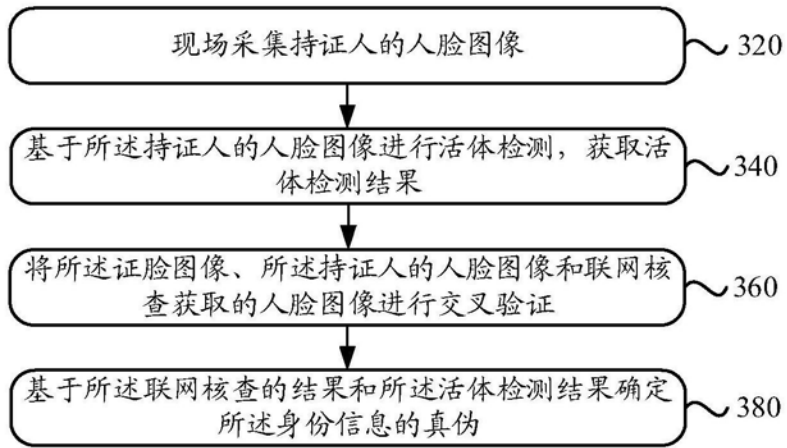 现场采集持证人的人脸图像
320
基于所述持证人的人脸图像进行活体检测，获取活
体检测结果
340
将所述证脸图像、所述持证人的人脸图像和联网核
查获取的人脸图像进行交叉验证
360
基于所述联网核查的结果和所述活体检测结果确定
所述身份信息的真伪
380